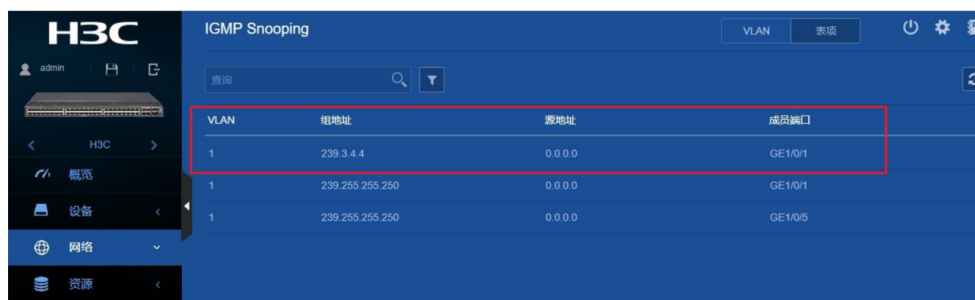 H3C
IGMP Snooping
VLAN
表项
admin
查询
VLAN 组地址 源地址 成员端口
H3C
1 239.3.4.4 0.0.0.0 GE1/0/1
概览
1 239.255.255.250 0.0.0.0 GE1/0/1
设备
1 239.255.255.250 0.0.0.0 GE1/0/5
网络
资源